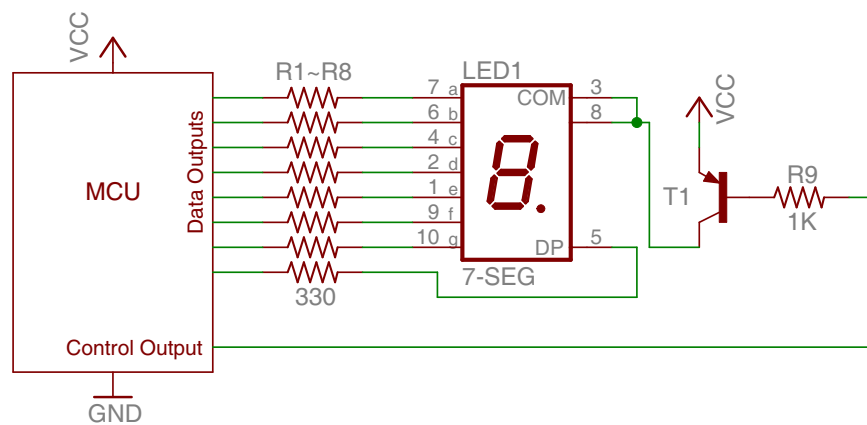 VCC
MCU
Data Outputs
Control Output
GND
R1~R8
330
LED1
7 a
6 b
4 c
2 d
1 e
9 f
10 g
COM 3
8
DP 5
7-SEG
VCC
T1
R9
1K